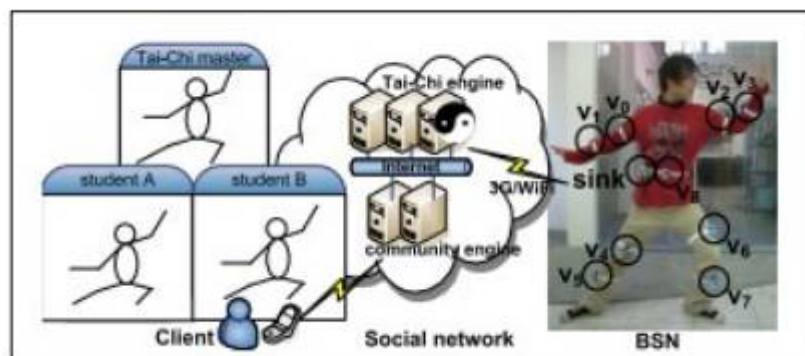 Tai-Chi master
student A
student B
Client
Tai-Chi engine
Internet
3G/WiFi
community engine
Social network
sink
V1
V0
V2
V3
V8
V4
V5
V6
V7
BSN